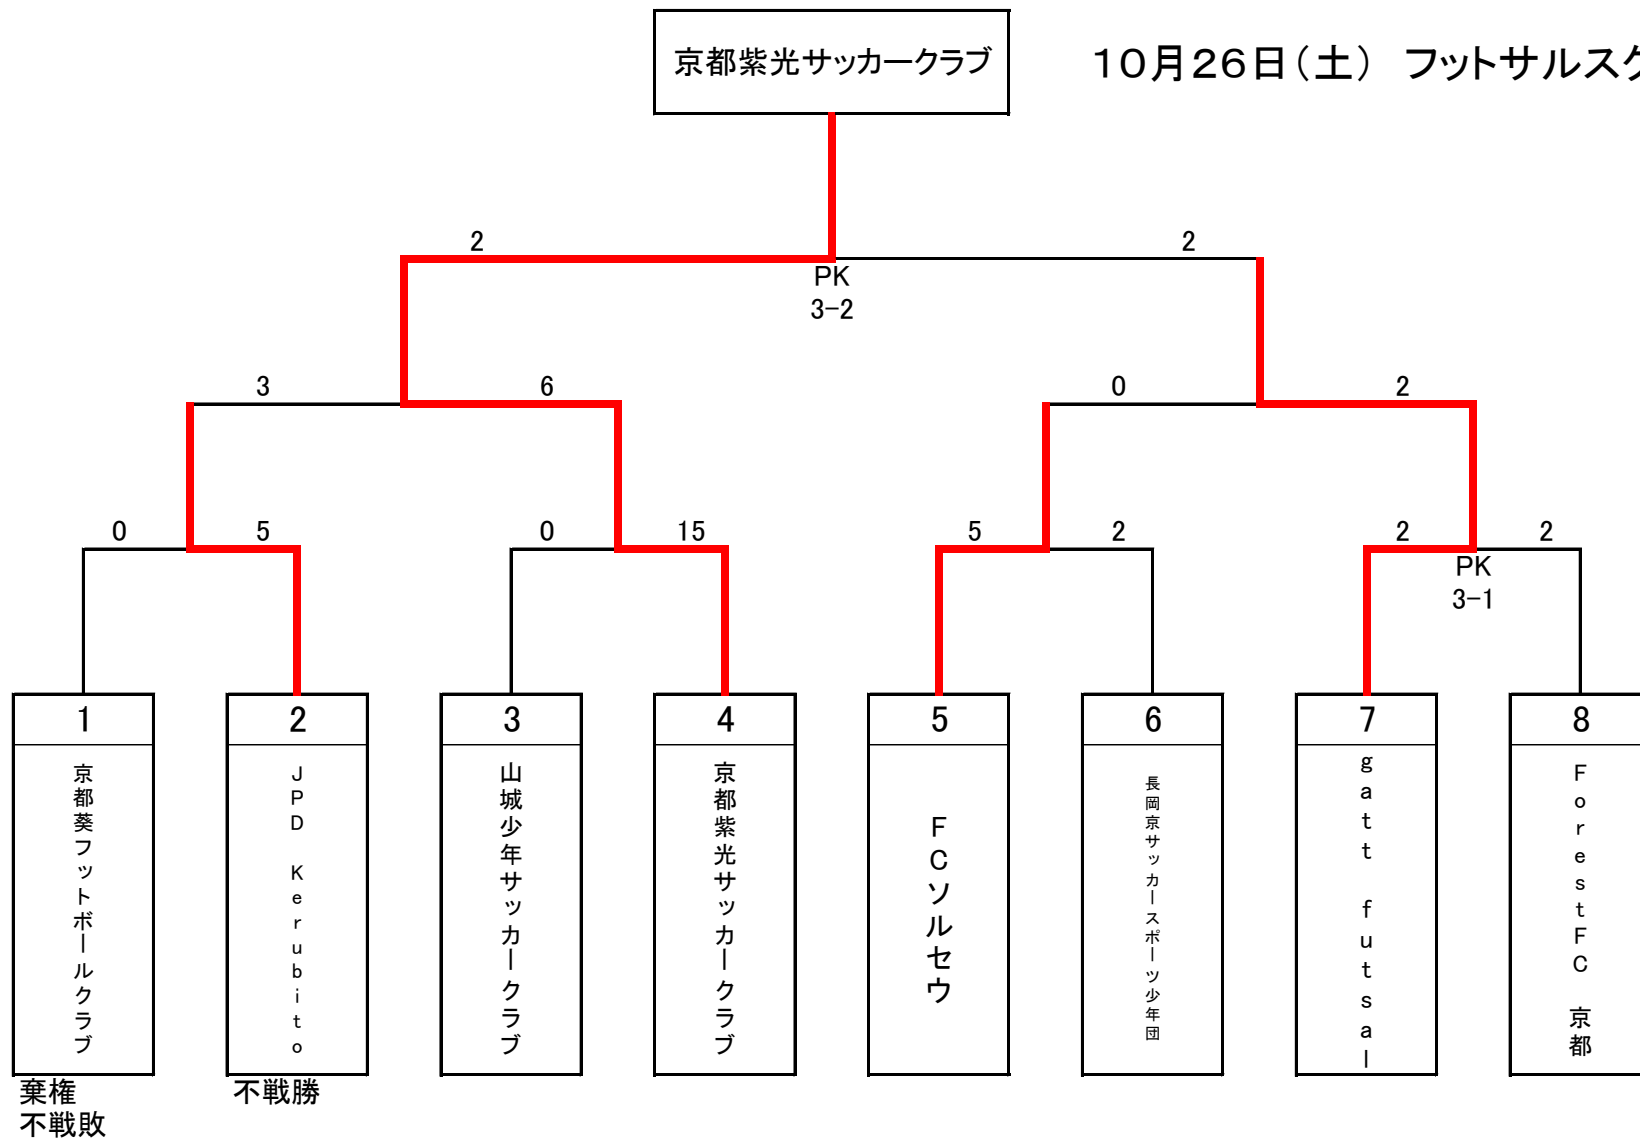 京都紫光サッカークラブ
10月26日（土） フットサルスク
2
2
PK
3-2
3
6
0
2
0
5
0
15
5
2
2
2
PK
3-1
1
2
3
4
5
6
7
8
京都葵フットボールクラブ
JPD Kerubito
山城少年サッカークラブ
京都紫光サッカークラブ
FCソルセウ
長岡京サッカースポーツ少年団
gatt futsal
ForestFC 京都
棄権
不戦敗
不戦勝